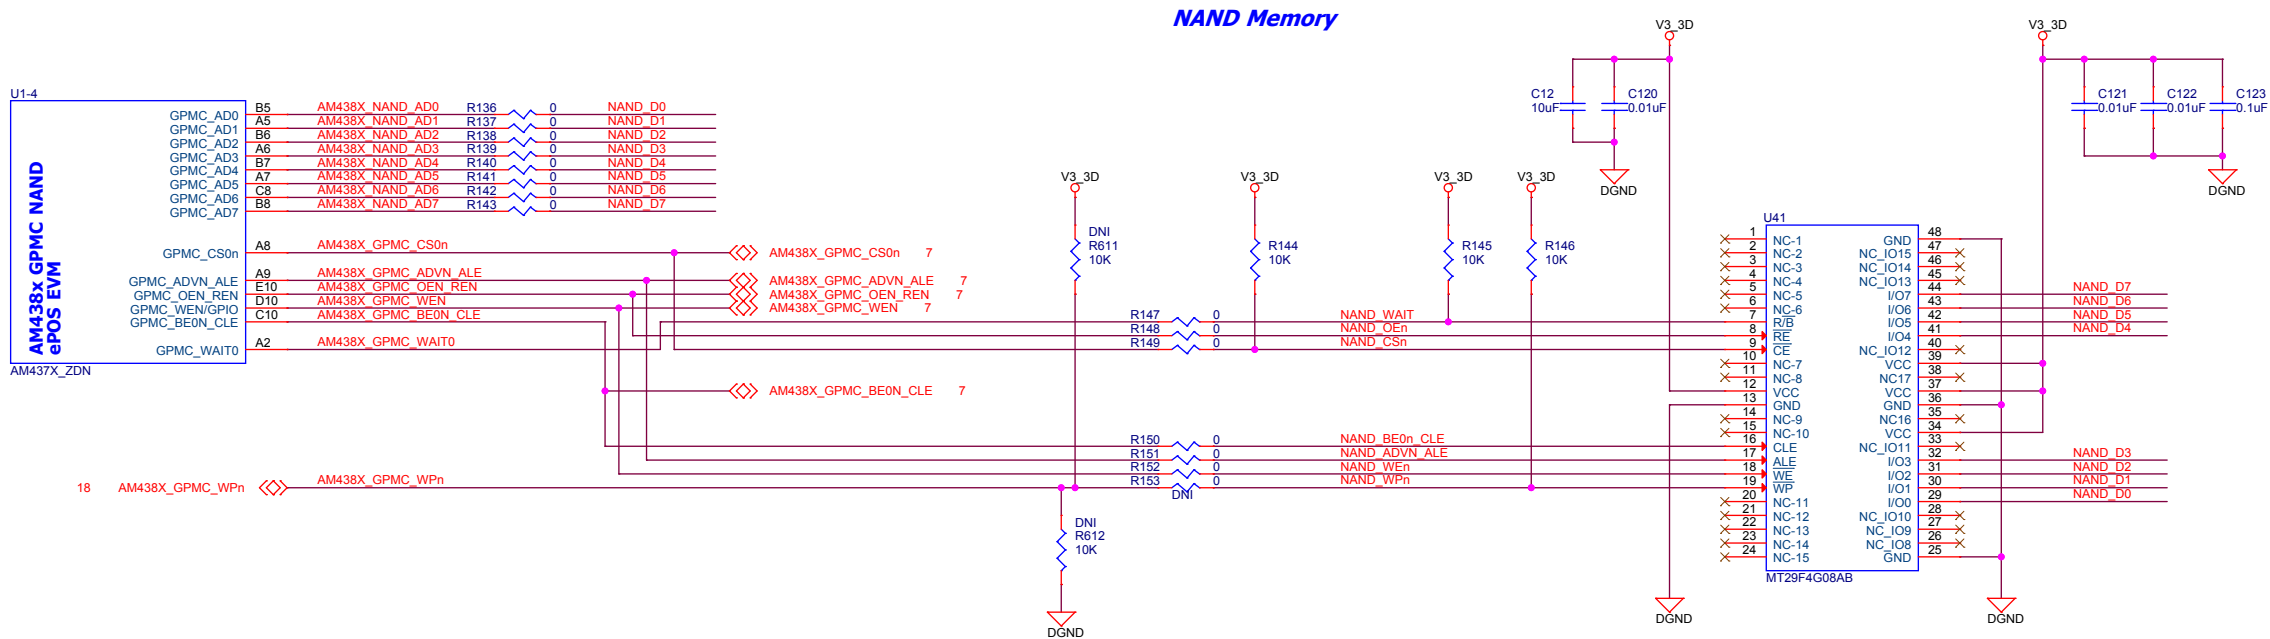 NAND Memory
U1-4
AM438x GPMC NAND
ePOS EVM
AM437X_ZDN
GPMC_AD0 B5 AM438X_NAND_AD0 R136 0 NAND_D0
GPMC_AD1 A5 AM438X_NAND_AD1 R137 0 NAND_D1
GPMC_AD2 B6 AM438X_NAND_AD2 R138 0 NAND_D2
GPMC_AD3 A6 AM438X_NAND_AD3 R139 0 NAND_D3
GPMC_AD4 B7 AM438X_NAND_AD4 R140 0 NAND_D4
GPMC_AD5 A7 AM438X_NAND_AD5 R141 0 NAND_D5
GPMC_AD6 C8 AM438X_NAND_AD6 R142 0 NAND_D6
GPMC_AD7 B8 AM438X_NAND_AD7 R143 0 NAND_D7
GPMC_CS0n A8 AM438X_GPMC_CS0n AM438X_GPMC_CS0n 7
GPMC_ADVN_ALE A9 AM438X_GPMC_ADVN_ALE AM438X_GPMC_ADVN_ALE 7
GPMC_OEN_REN E10 AM438X_GPMC_OEN_REN AM438X_GPMC_OEN_REN 7
GPMC_WEN/GPIO D10 AM438X_GPMC_WEN AM438X_GPMC_WEN 7
GPMC_BE0N_CLE C10 AM438X_GPMC_BE0N_CLE
GPMC_WAIT0 A2 AM438X_GPMC_WAIT0
AM438X_GPMC_BE0N_CLE 7
18 AM438X_GPMC_WPn AM438X_GPMC_WPn
V3_3D
DNI
R611
10K
DNI
R612
10K
DGND
V3_3D
R144
10K
V3_3D
R145
10K
V3_3D
R146
10K
R147 0 NAND_WAIT
R148 0 NAND_OEn
R149 0 NAND_CSn
R150 0 NAND_BE0n_CLE
R151 0 NAND_ADVN_ALE
R152 0 NAND_WEn
R153 0 NAND_WPn
DNI
V3_3D
C12
10uF
C120
0.01uF
DGND
V3_3D
C121
0.01uF
C122
0.01uF
C123
0.1uF
DGND
U41
1 NC-1 GND 48
2 NC-2 NC_IO15 47
3 NC-3 NC_IO14 46
4 NC-4 NC_IO13 45
5 NC-5 I/O7 44 NAND_D7
6 NC-6 I/O6 43 NAND_D6
7 R/B I/O5 42 NAND_D5
8 RE I/O4 41 NAND_D4
9 CE NC_IO12 40
10 NC-7 VCC 39
11 NC-8 NC17 38
12 VCC VCC 37
13 GND GND 36
14 NC-9 NC16 35
15 NC-10 VCC 34
16 CLE NC_IO11 33
17 ALE I/O3 32 NAND_D3
18 WE I/O2 31 NAND_D2
19 WP I/O1 30 NAND_D1
20 NC-11 I/O0 29 NAND_D0
21 NC-12 NC_IO10 28
22 NC-13 NC_IO9 27
23 NC-14 NC_IO8 26
24 NC-15 GND 25
MT29F4G08AB
DGND
DGND